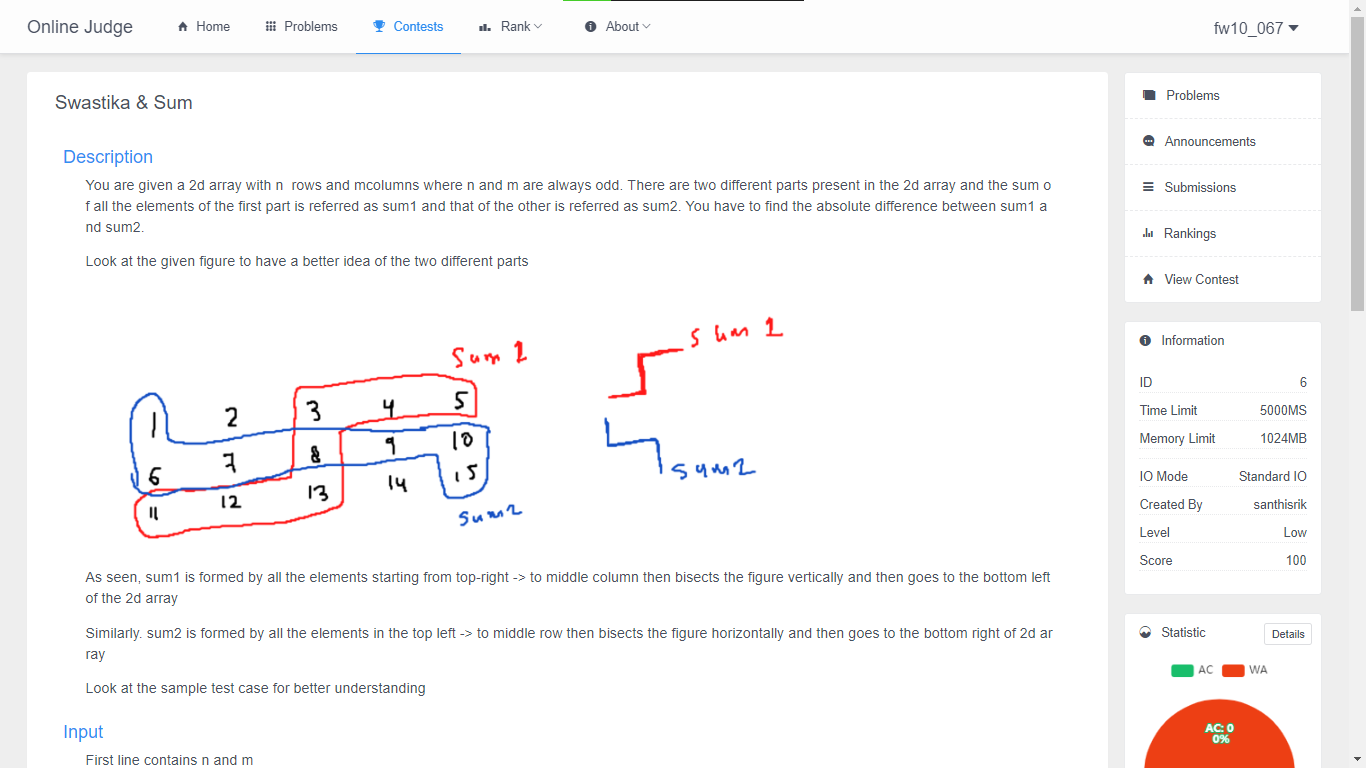 Online Judge
Home
Problems
Contests
Rank
About
fw10_067
Swastika & Sum
Description
You are given a 2d array with n  rows and mcolumns where n and m are always odd. There are two different parts present in the 2d array and the sum o
f all the elements of the first part is referred as sum1 and that of the other is referred as sum2. You have to find the absolute difference between sum1 a
nd sum2.
Look at the given figure to have a better idea of the two different parts
Sum 1
1 2 3 4 5
6 7 8 9 10
11 12 13 14 15
sum2
sum 1
sum2
As seen, sum1 is formed by all the elements starting from top-right -> to middle column then bisects the figure vertically and then goes to the bottom left
of the 2d array
Similarly. sum2 is formed by all the elements in the top left -> to middle row then bisects the figure horizontally and then goes to the bottom right of 2d ar
ray
Look at the sample test case for better understanding
Input
First line contains n and m
Problems
Announcements
Submissions
Rankings
View Contest
Information
ID 6
Time Limit 5000MS
Memory Limit 1024MB
IO Mode Standard IO
Created By santhisrik
Level Low
Score 100
Statistic
Details
AC WA
AC: 0
0%